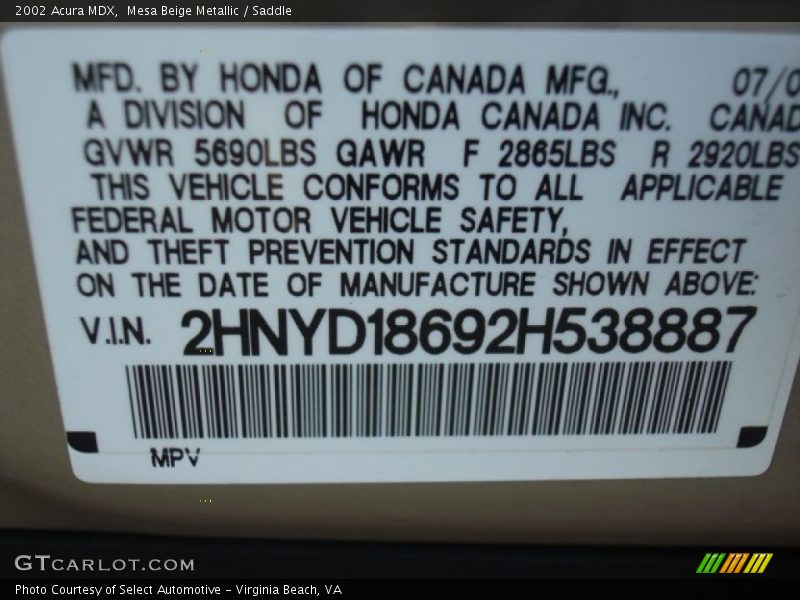 2002 Acura MDX,  Mesa Beige Metallic / Saddle
MFD. BY HONDA OF CANADA MFG., 07/0
A DIVISION OF HONDA CANADA INC. CANAD
GVWR 5690LBS GAWR F 2865LBS R 2920LBS
THIS VEHICLE CONFORMS TO ALL APPLICABLE
FEDERAL MOTOR VEHICLE SAFETY,
AND THEFT PREVENTION STANDARDS IN EFFECT
ON THE DATE OF MANUFACTURE SHOWN ABOVE:
V.I.N. 2HNYD18692H538887
MPV
GTCARLOT.COM
Photo Courtesy of Select Automotive - Virginia Beach, VA